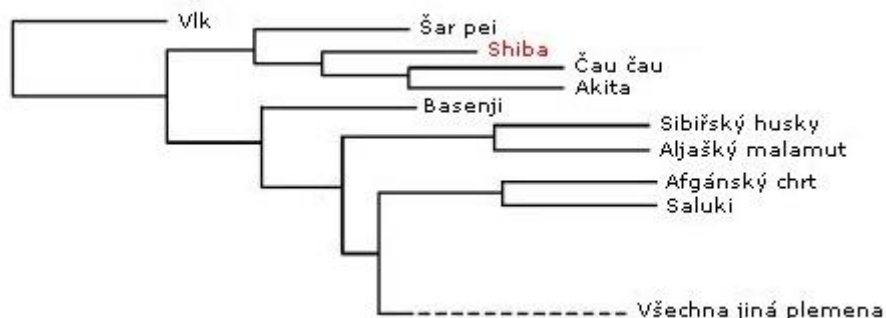 Vlk
Šar pei
Shiba
Čau čau
Akita
Basenji
Sibiřský husky
Aljašký malamut
Afgánský chrt
Saluki
Všechna jiná plemena